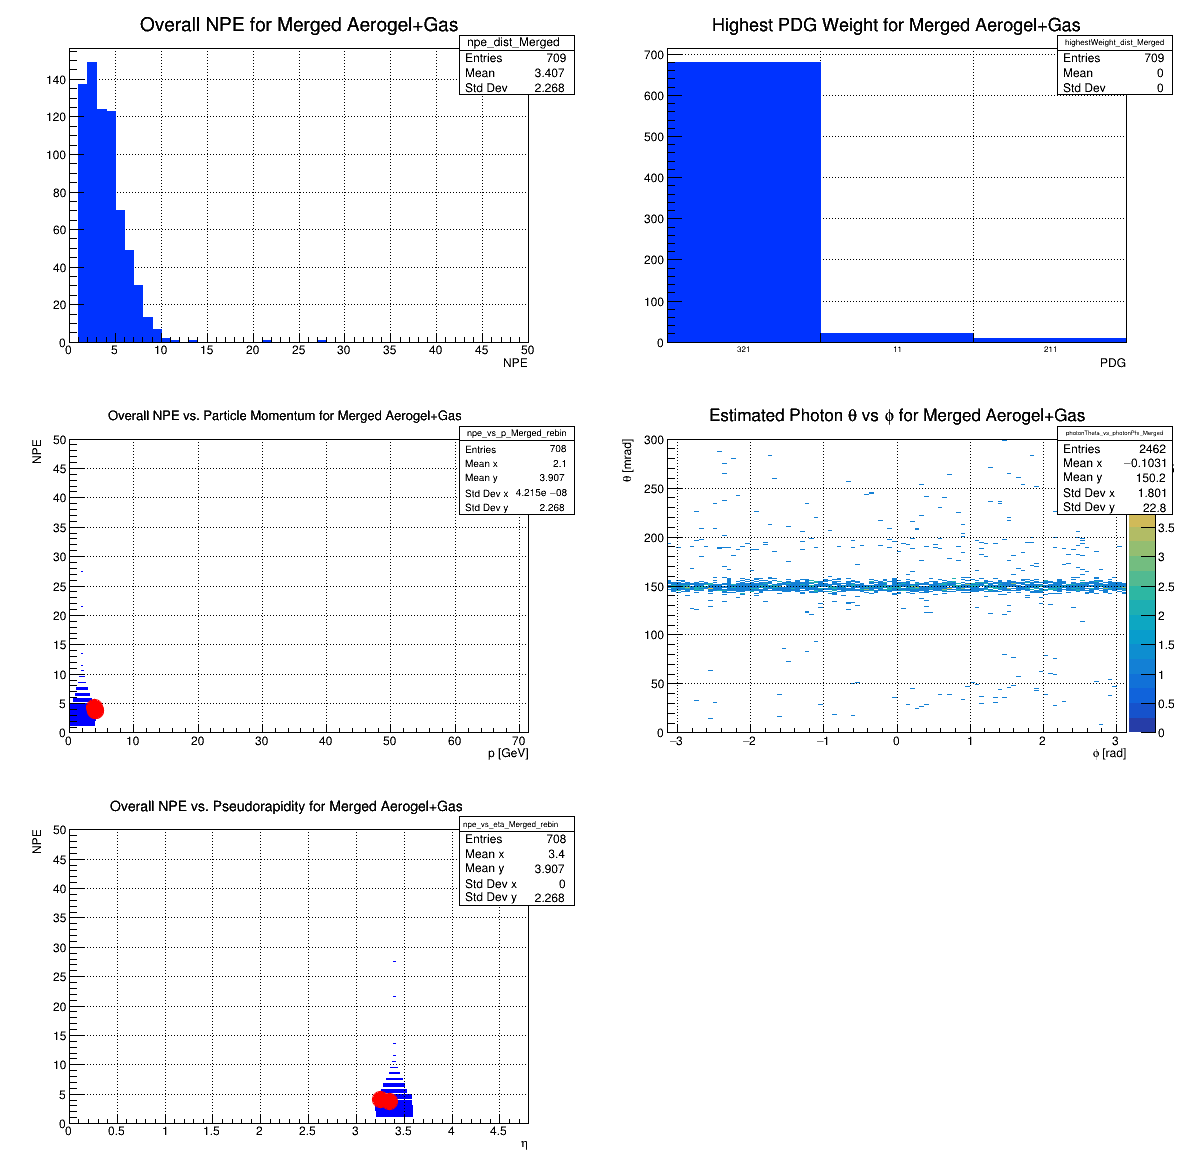 Overall NPE for Merged Aerogel+Gas
npe_dist_Merged
Entries 709
Mean 3.407
Std Dev 2.268
140
120
100
80
60
40
20
0
0 5 10 15 20 25 30 35 40 45 50
NPE
Highest PDG Weight for Merged Aerogel+Gas
highestWeight_dist_Merged
Entries 709
Mean 0
Std Dev 0
700
600
500
400
300
200
100
0
321 11 211
PDG
Overall NPE vs. Particle Momentum for Merged Aerogel+Gas
npe_vs_p_Merged_rebin
Entries 708
Mean x 2.1
Mean y 3.907
Std Dev x 4.215e −08
Std Dev y 2.268
NPE
50
45
40
35
30
25
20
15
10
5
0
0 10 20 30 40 50 60 70
p [GeV]
Estimated Photon θ vs ϕ for Merged Aerogel+Gas
photonTheta_vs_photonPhi_Merged
Entries 2462
Mean x −0.1031
Mean y 150.2
Std Dev x 1.801
Std Dev y 22.8
θ [mrad]
300
250
200
150
100
50
0
−3 −2 −1 0 1 2 3
ϕ [rad]
3.5
3
2.5
2
1.5
1
0.5
0
Overall NPE vs. Pseudorapidity for Merged Aerogel+Gas
npe_vs_eta_Merged_rebin
Entries 708
Mean x 3.4
Mean y 3.907
Std Dev x 0
Std Dev y 2.268
NPE
50
45
40
35
30
25
20
15
10
5
0
0 0.5 1 1.5 2 2.5 3 3.5 4 4.5
η